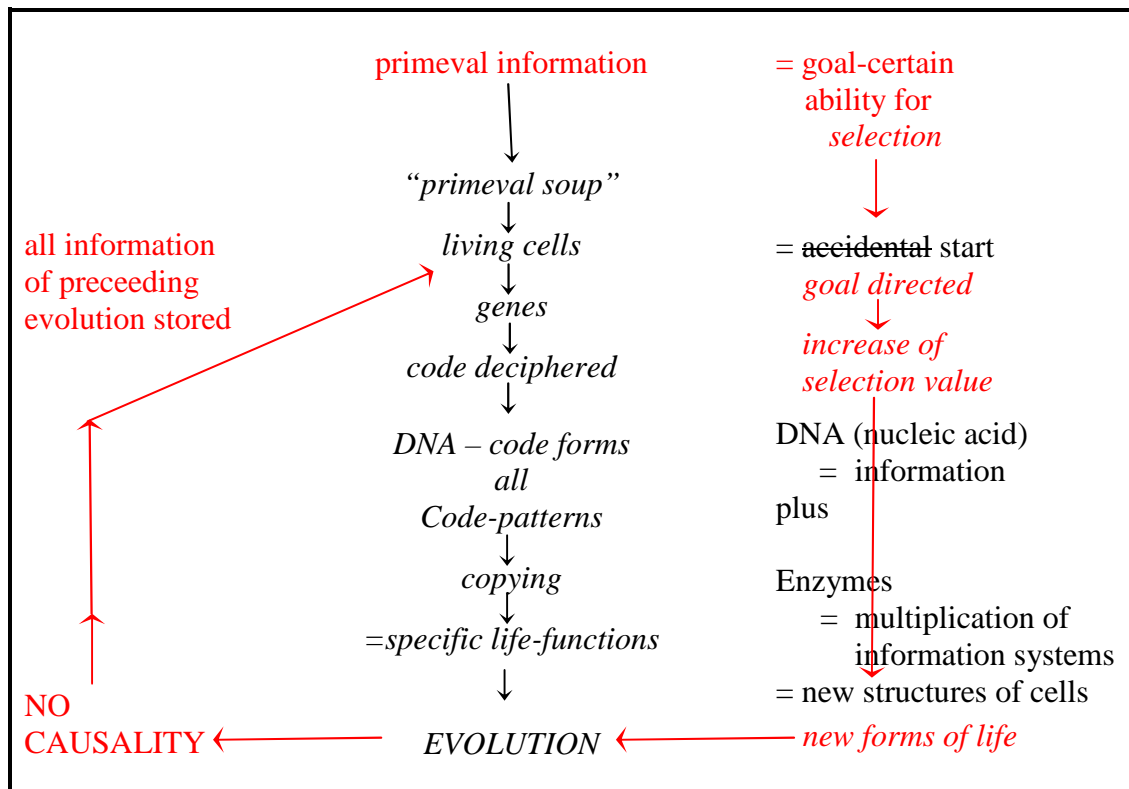 primeval information
= goal-certain
ability for
selection
“primeval soup”
all information
of preceeding
evolution stored
living cells
= accidental start
goal directed
genes
increase of
selection value
code deciphered
DNA – code forms
all
Code-patterns
DNA (nucleic acid)
= information
plus
copying
Enzymes
= multiplication of
information systems
=specific life-functions
= new structures of cells
NO
CAUSALITY
EVOLUTION
new forms of life